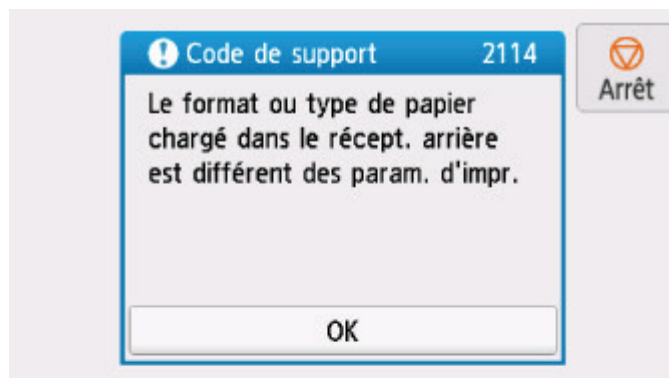 Code de support 2114
Arrêt
Le format ou type de papier
chargé dans le récept. arrière
est différent des param. d'impr.
OK